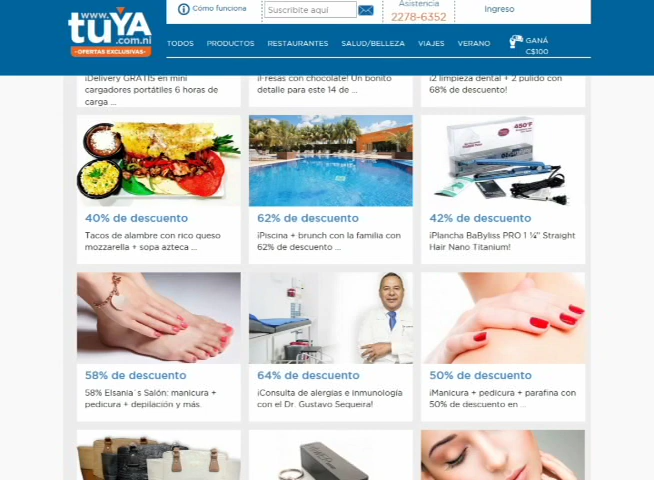 www.
tuYA
.com.ni
-OFERTAS EXCLUSIVAS-
Cómo funciona
Suscribite aquí
Asistencia
2278-6352
Ingreso
TODOS PRODUCTOS RESTAURANTES SALUD/BELLEZA VIAJES VERANO
GANÁ
C$100
¡Delivery GRATIS en mini
cargadores portátiles 6 horas de
carga ...
¡Fresas con chocolate! Un bonito
detalle para este 14 de ...
¡2 limpieza dental + 2 pulido con
68% de descuento!
40% de descuento
Tacos de alambre con rico queso
mozzarella + sopa azteca ...
62% de descuento
¡Piscina + brunch con la familia con
62% de descuento ...
450°F
42% de descuento
¡Plancha BaByliss PRO 1 ¼" Straight
Hair Nano Titanium!
58% de descuento
58% Elsania´s Salón: manicura +
pedicura + depilación y más.
64% de descuento
¡Consulta de alergias e inmunología
con el Dr. Gustavo Sequeira!
50% de descuento
¡Manicura + pedicura + parafina con
50% de descuento en ...